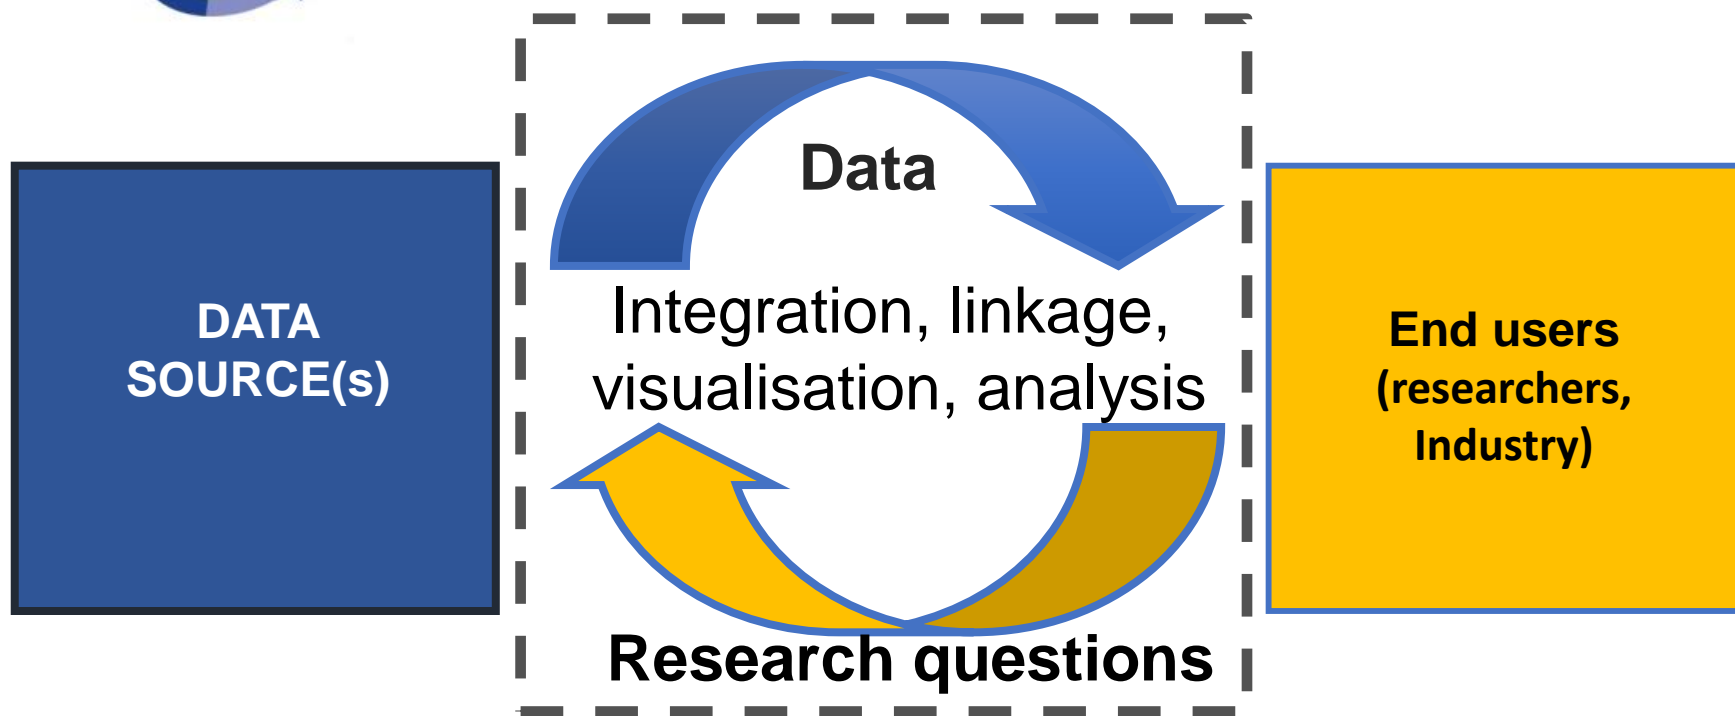 Data
DATA
SOURCE(s)
Integration, linkage,
visualisation, analysis
End users
(researchers,
Industry)
Research questions